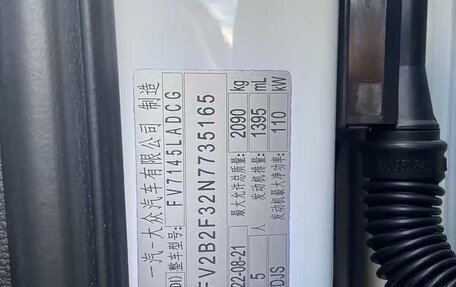 一汽-大众汽车有限公司 制造
整车型号: FV7145LADCG
FV2B2F32N7735165
22-08-21 最大允许总质量: 2090 kg
5 人 发动机排量: 1395 mL
DJS 发动机最大净功率: 110 kW